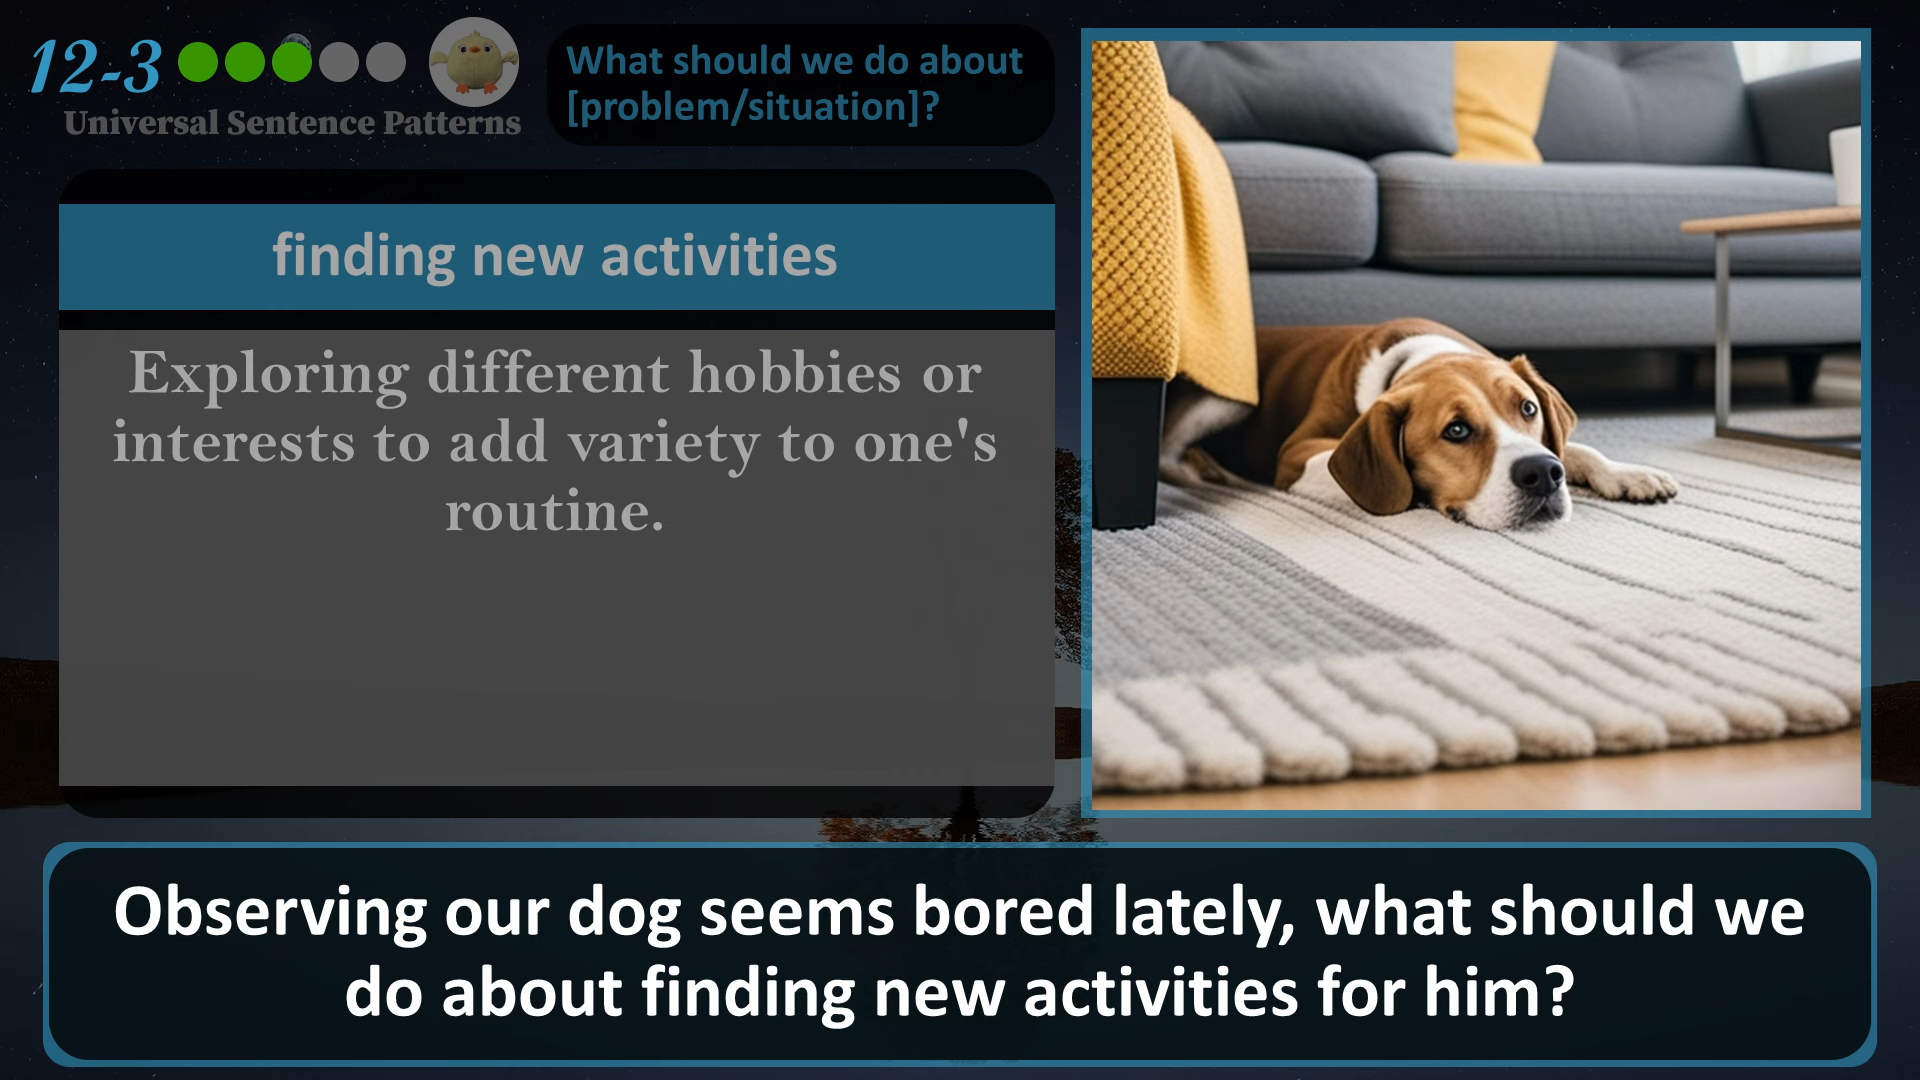 12-3
Universal Sentence Patterns
What should we do about
[problem/situation]?
finding new activities
Exploring different hobbies or
interests to add variety to one's
routine.
Observing our dog seems bored lately, what should we
do about finding new activities for him?